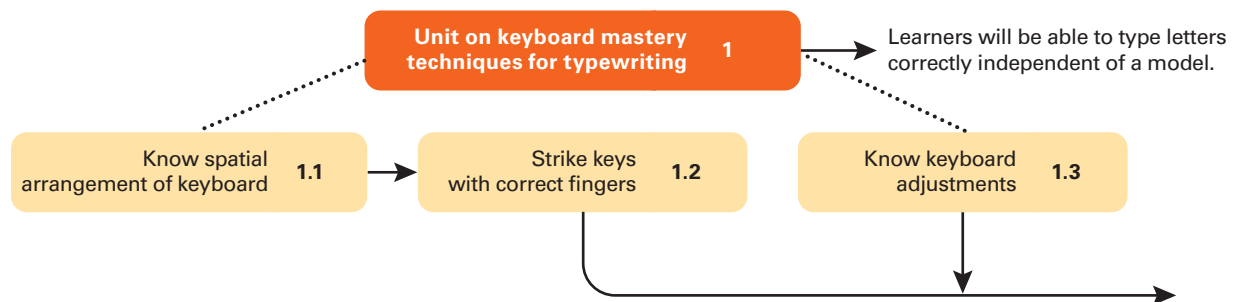 Unit on keyboard mastery
techniques for typewriting
1
Learners will be able to type letters
correctly independent of a model.
Know spatial
arrangement of keyboard
1.1
Strike keys
with correct fingers
1.2
Know keyboard
adjustments
1.3